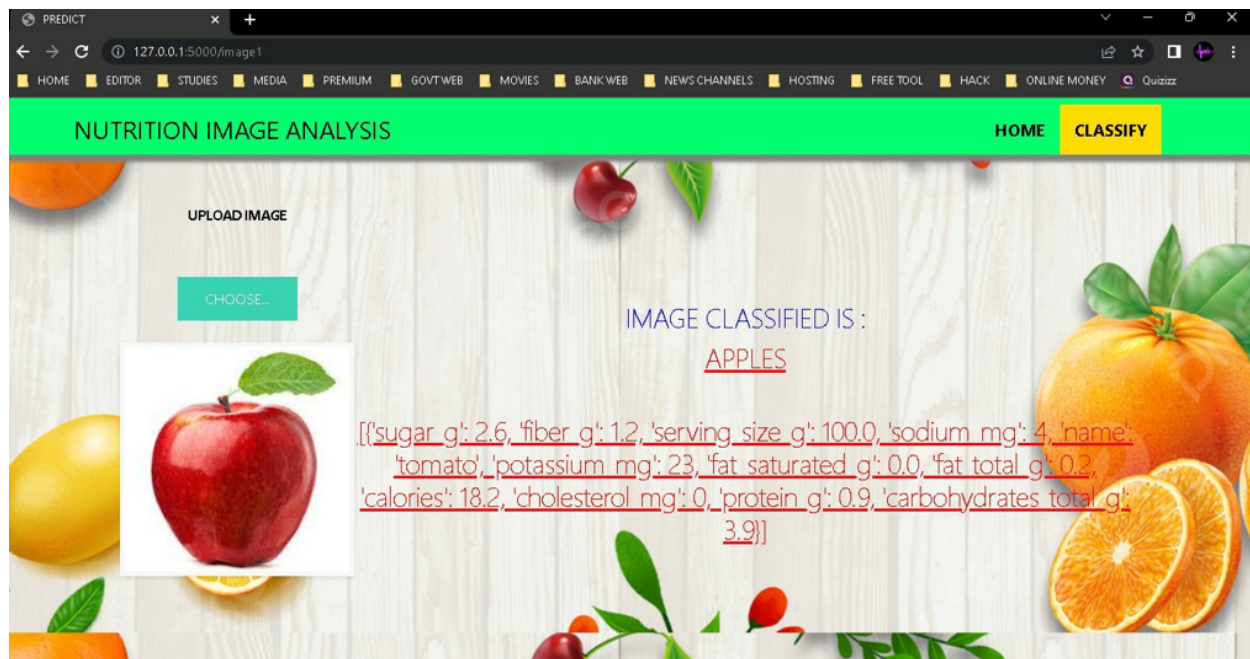 PREDICT
127.0.0.1:5000/image1
HOME EDITOR STUDIES MEDIA PREMIUM GOVT WEB MOVIES BANK WEB NEWS CHANNELS HOSTING FREE TOOL HACK ONLINE MONEY Quizizz
NUTRITION IMAGE ANALYSIS HOME CLASSIFY
UPLOAD IMAGE
CHOOSE...
IMAGE CLASSIFIED IS :
APPLES
[{'sugar_g': 2.6, 'fiber_g': 1.2, 'serving_size_g': 100.0, 'sodium_mg': 4, 'name':
'tomato', 'potassium_mg': 23, 'fat_saturated_g': 0.0, 'fat_total_g': 0.2,
'calories': 18.2, 'cholesterol_mg': 0, 'protein_g': 0.9, 'carbohydrates_total_g':
3.9}]